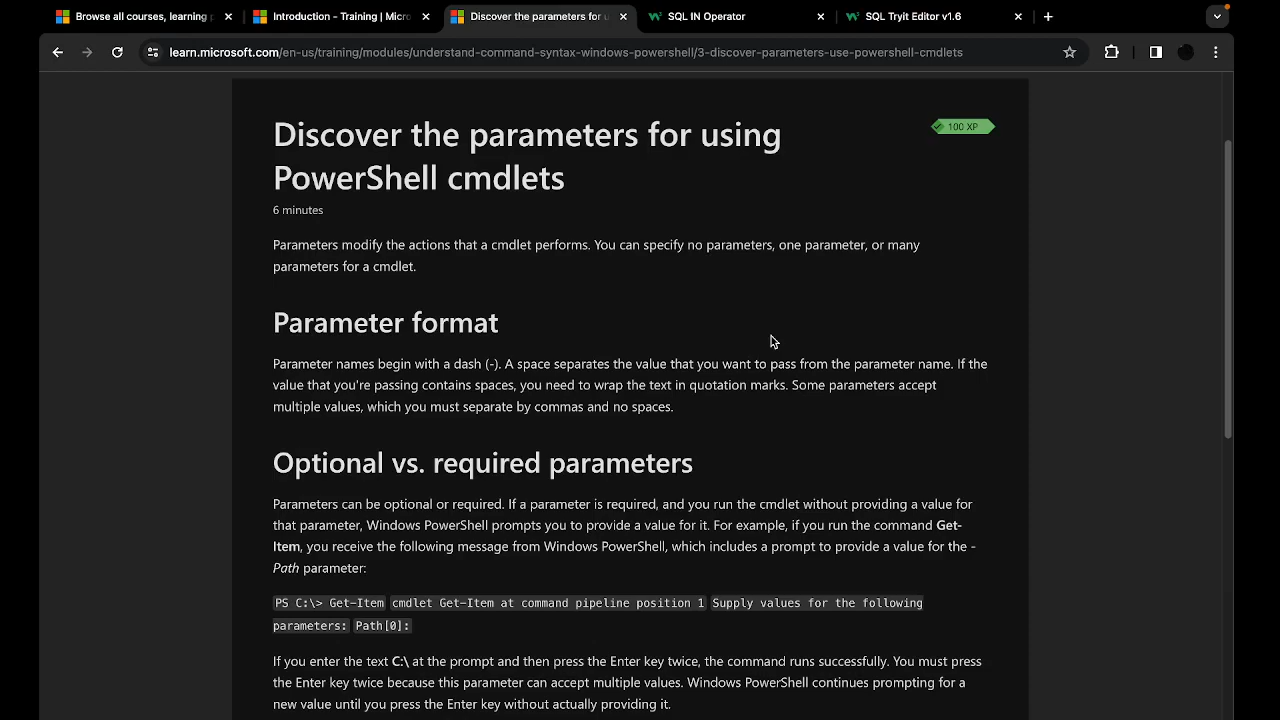 Browse all courses, learning p
Introduction - Training | Micro
Discover the parameters for u
SQL IN Operator
SQL Tryit Editor v1.6
learn.microsoft.com/en-us/training/modules/understand-command-syntax-windows-powershell/3-discover-parameters-use-powershell-cmdlets
Discover the parameters for using
PowerShell cmdlets
100 XP
6 minutes
Parameters modify the actions that a cmdlet performs. You can specify no parameters, one parameter, or many
parameters for a cmdlet.
Parameter format
Parameter names begin with a dash (-). A space separates the value that you want to pass from the parameter name. If the
value that you're passing contains spaces, you need to wrap the text in quotation marks. Some parameters accept
multiple values, which you must separate by commas and no spaces.
Optional vs. required parameters
Parameters can be optional or required. If a parameter is required, and you run the cmdlet without providing a value for
that parameter, Windows PowerShell prompts you to provide a value for it. For example, if you run the command Get-
Item, you receive the following message from Windows PowerShell, which includes a prompt to provide a value for the -
Path parameter:
PS C:\> Get-Item cmdlet Get-Item at command pipeline position 1 Supply values for the following
parameters: Path[0]:
If you enter the text C:\ at the prompt and then press the Enter key twice, the command runs successfully. You must press
the Enter key twice because this parameter can accept multiple values. Windows PowerShell continues prompting for a
new value until you press the Enter key without actually providing it.